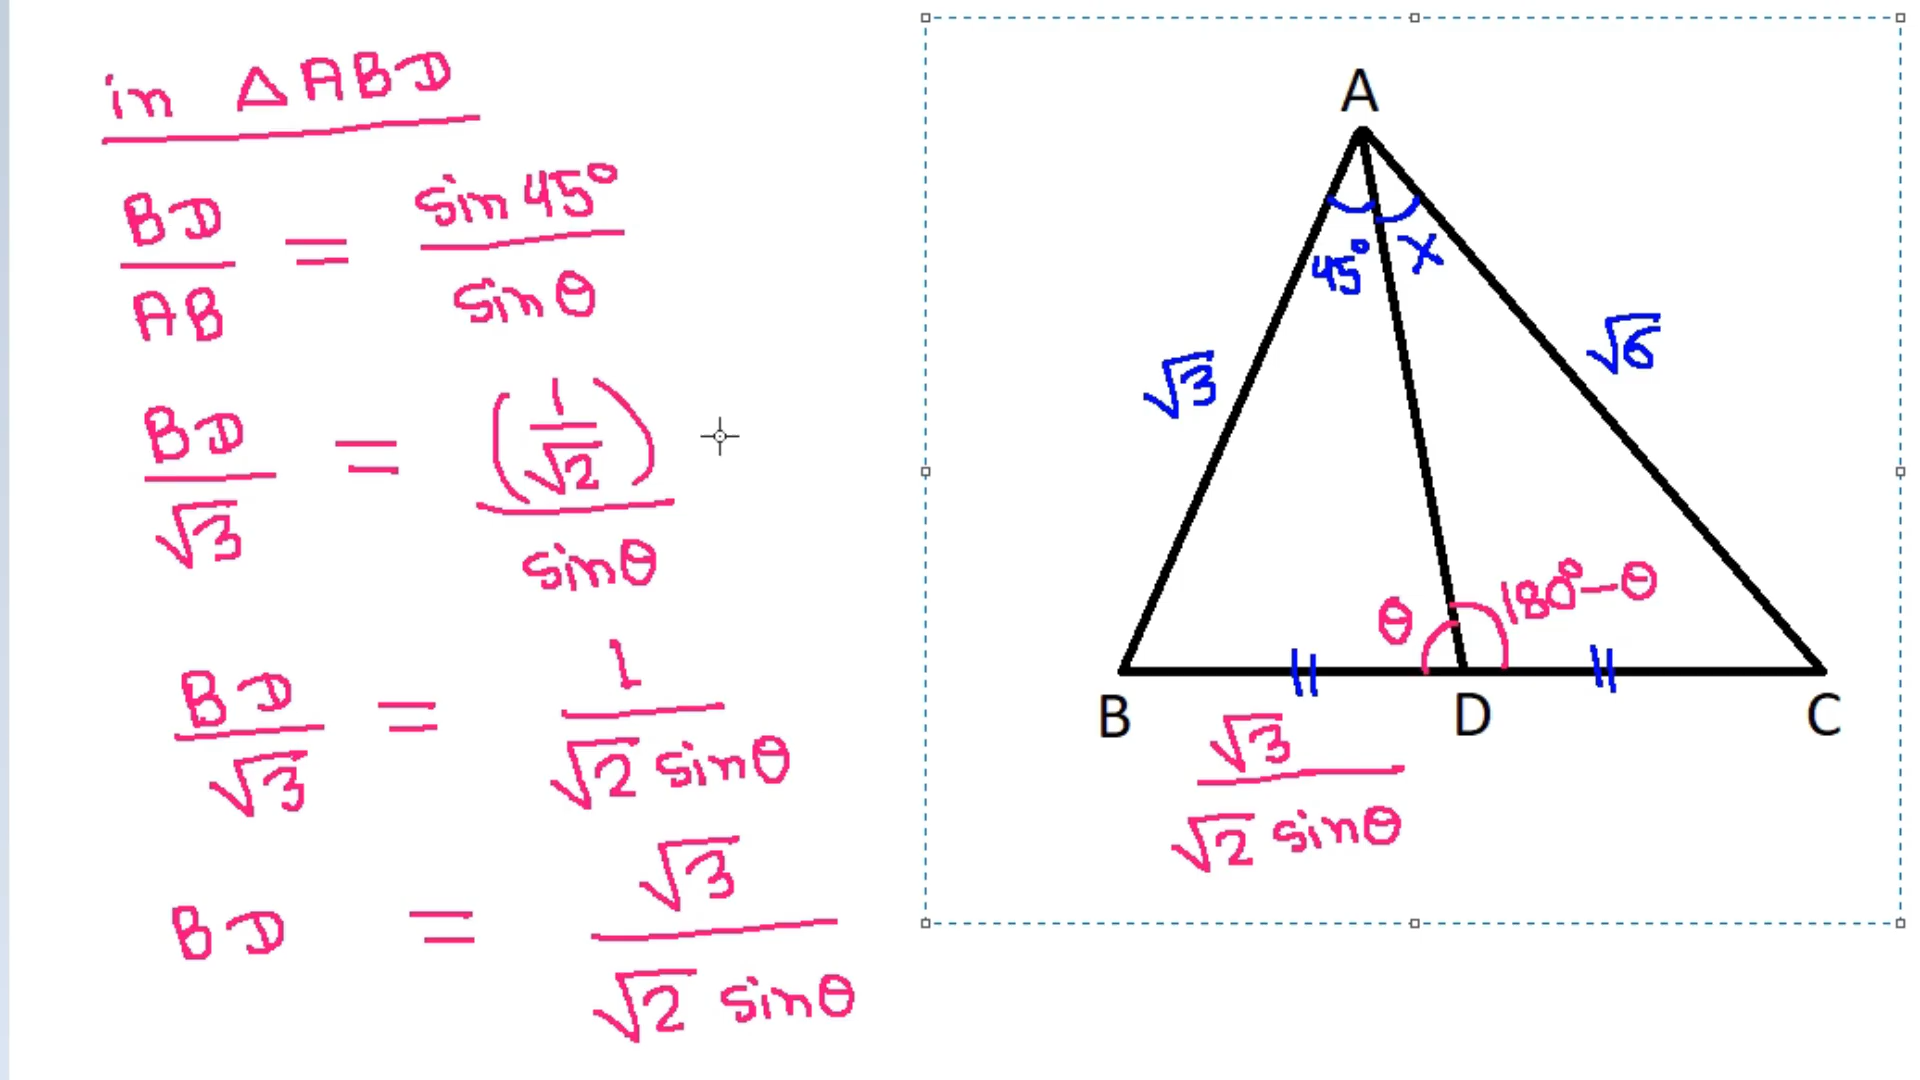 in △ABD
BD/AB = sin 45°/sin θ
BD/√3 = (1/√2)/sin θ
BD/√3 = 1/√2 sin θ
BD = √3/√2 sin θ
A
45° x
√3 √6
θ 180°-θ
B D C
√3/√2 sin θ